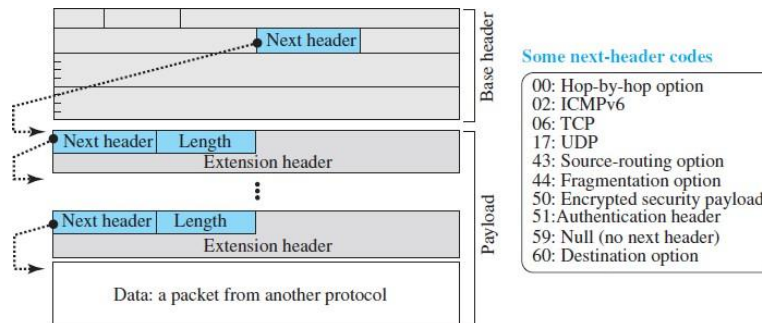 Next header
Base header
Next header Length
Extension header
Next header Length
Extension header
Data: a packet from another protocol
Payload
Some next-header codes
00: Hop-by-hop option
02: ICMPv6
06: TCP
17: UDP
43: Source-routing option
44: Fragmentation option
50: Encrypted security payload
51:Authentication header
59: Null (no next header)
60: Destination option